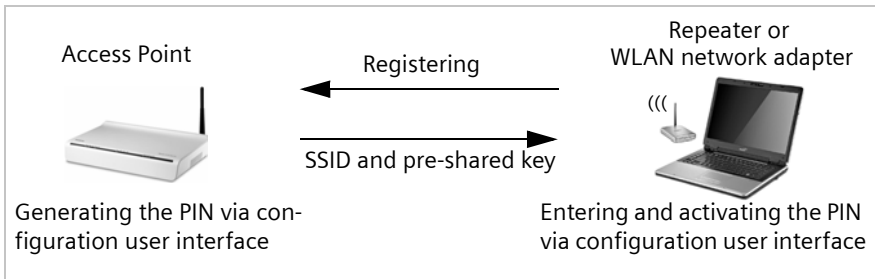 Access Point
Repeater or
WLAN network adapter
Registering
(((
SSID and pre-shared key
Generating the PIN via con-
figuration user interface
Entering and activating the PIN
via configuration user interface